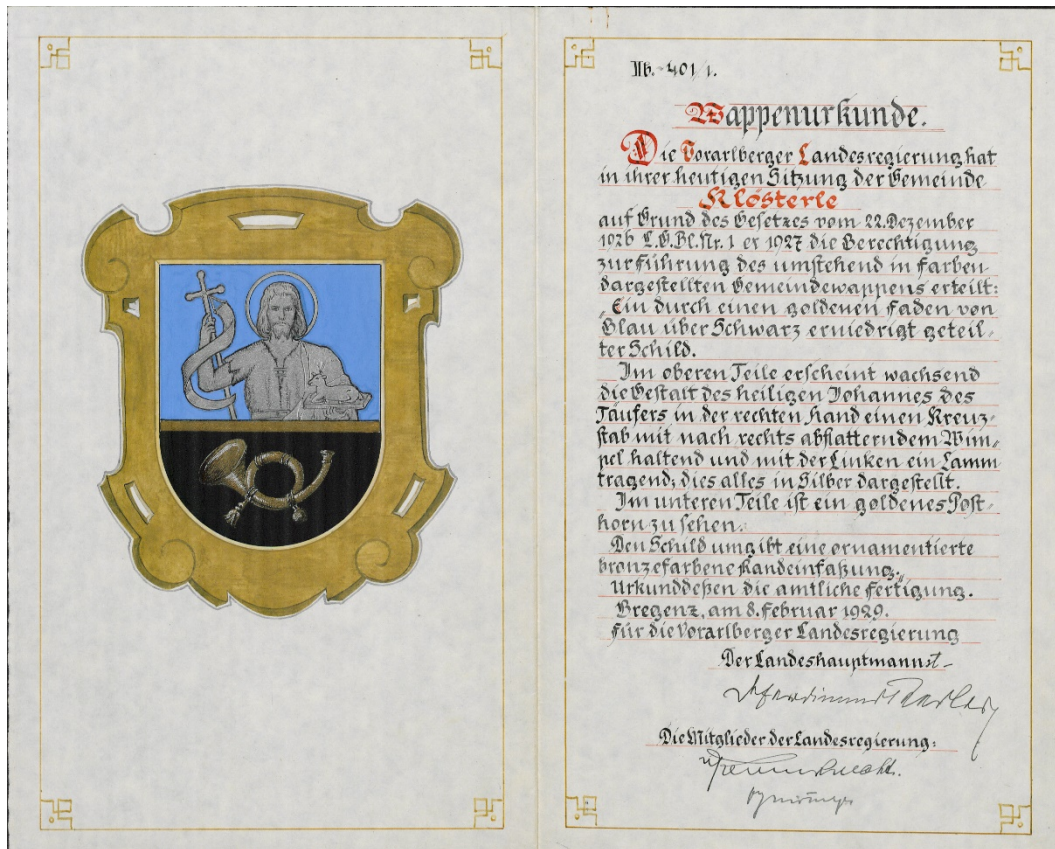 IIb.-401/1.
Wappenurkunde.
Die Vorarlberger Landesregierung hat
in ihrer heutigen Sitzung der Gemeinde
Klösterle
auf Grund des Gesetzes vom 22.Dezember
1926 L.G.Bl.Nr.1 ex 1927 die Berechtigung
zur Führung des umstehend in Farben
dargestellten Gemeindewappens erteilt:
„Ein durch einen goldenen Faden von
Blau über Schwarz erniedrigt geteil-
ter Schild.
Im oberen Teile erscheint wachsend
die Gestalt des heiligen Johannes des
Täufers in der rechten Hand einen Kreuz-
stab mit nach rechts abflatterndem Wim-
pel haltend und mit der Linken ein Lamm
tragend; dies alles in Silber dargestellt.
Im unteren Teile ist ein goldenes Post-
horn zu sehen.
Den Schild umgibt eine ornamentierte
bronzefarbene Randeinfaßung.„
Urkunddeßen die amtliche Fertigung.
Bregenz, am 8. Februar 1929.
Für die Vorarlberger Landesregierung
Der Landeshauptmann:
Die Mitglieder der Landesregierung: